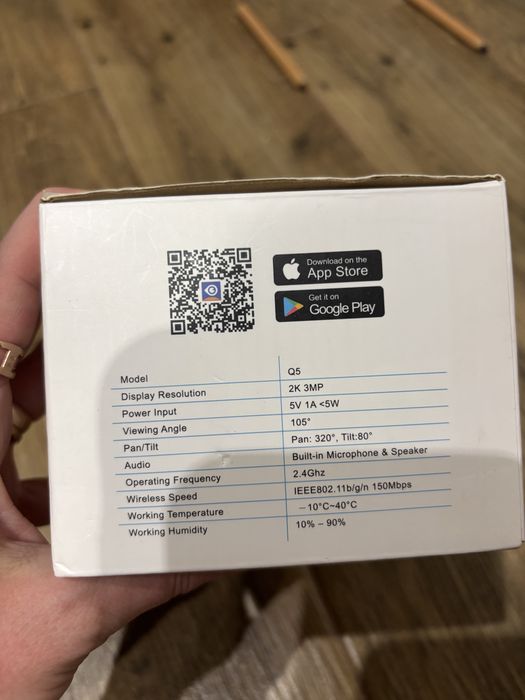 Download on the
App Store
Get it on
Google Play
Model Q5
Display Resolution 2K 3MP
Power Input 5V 1A <5W
Viewing Angle 105°
Pan/Tilt Pan: 320°, Tilt:80°
Audio Built-in Microphone & Speaker
Operating Frequency 2.4Ghz
Wireless Speed IEEE802.11b/g/n 150Mbps
Working Temperature –10°C~40°C
Working Humidity 10% – 90%